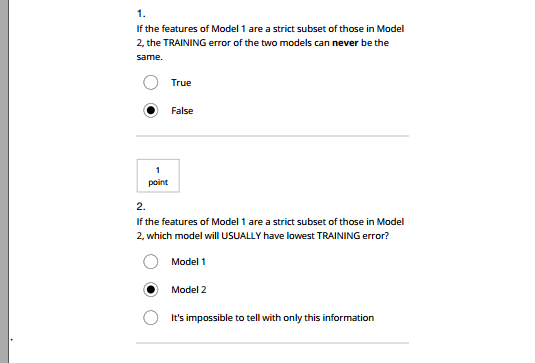 1.
If the features of Model 1 are a strict subset of those in Model
2, the TRAINING error of the two models can never be the
same.
True
False
1
point
2.
If the features of Model 1 are a strict subset of those in Model
2, which model will USUALLY have lowest TRAINING error?
Model 1
Model 2
It's impossible to tell with only this information